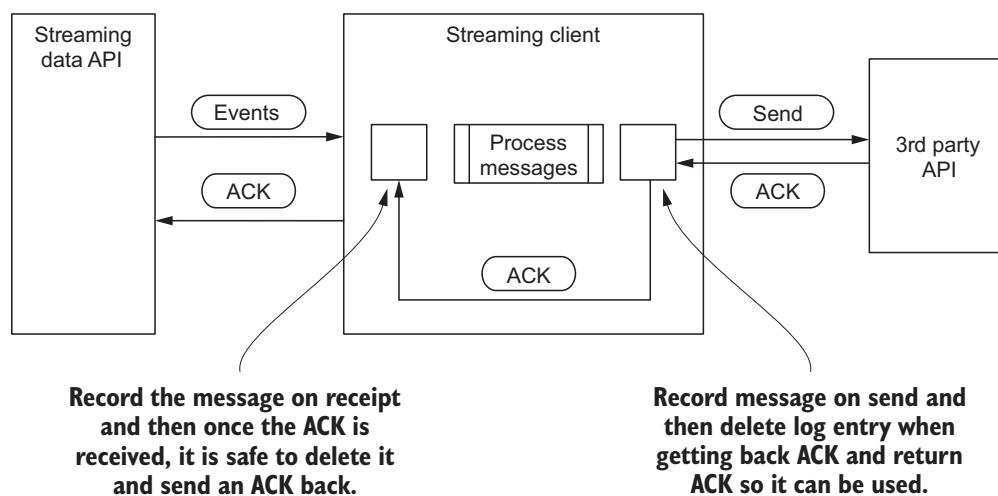 Streaming
data API
Streaming client
Events
ACK
Process
messages
Send
ACK
3rd party
API
ACK
Record the message on receipt
and then once the ACK is
received, it is safe to delete it
and send an ACK back.
Record message on send and
then delete log entry when
getting back ACK and return
ACK so it can be used.